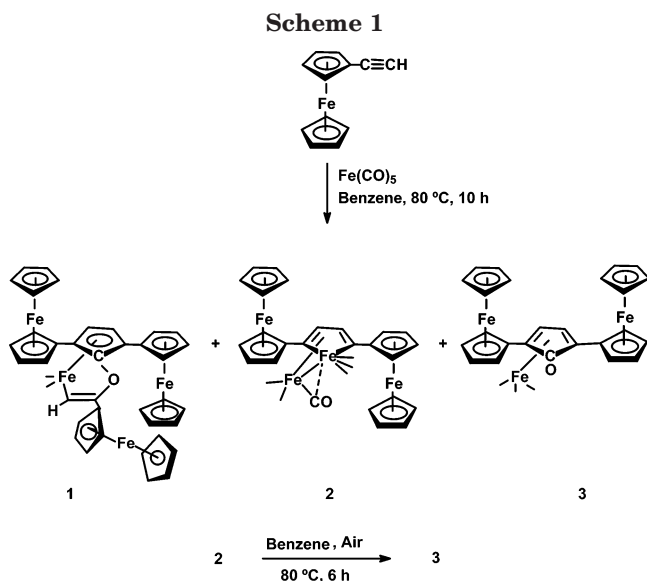 Scheme 1
C≡CH
Fe
Fe(CO)5
Benzene, 80 ºC, 10 h
Fe Fe Fe Fe
Fe
C O + Fe + C O
Fe Fe Fe Fe Fe
H CO
Fe
1 2 3
2 Benzene, Air 3
80 ºC, 6 h